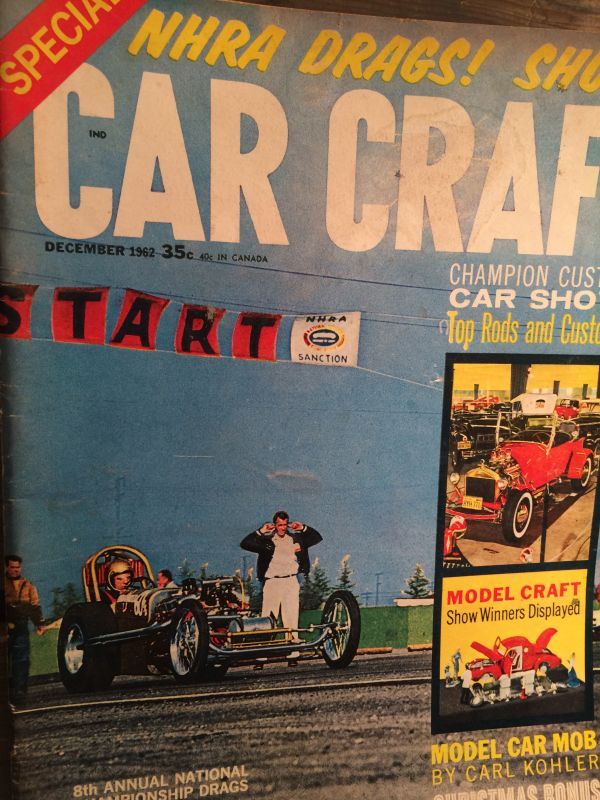 SPECIAL
NHRA DRAGS! SHO
CAR CRAF
IND
DECEMBER 1962 35c 40c IN CANADA
CHAMPION CUST
CAR SHO
Top Rods and Custo
START
NHRA
SANCTION
MODEL CRAFT
Show Winners Displayed
MODEL CAR MOB
BY CARL KOHLER
CHRISTMAS BONUS
8th ANNUAL NATIONAL
CHAMPIONSHIP DRAGS